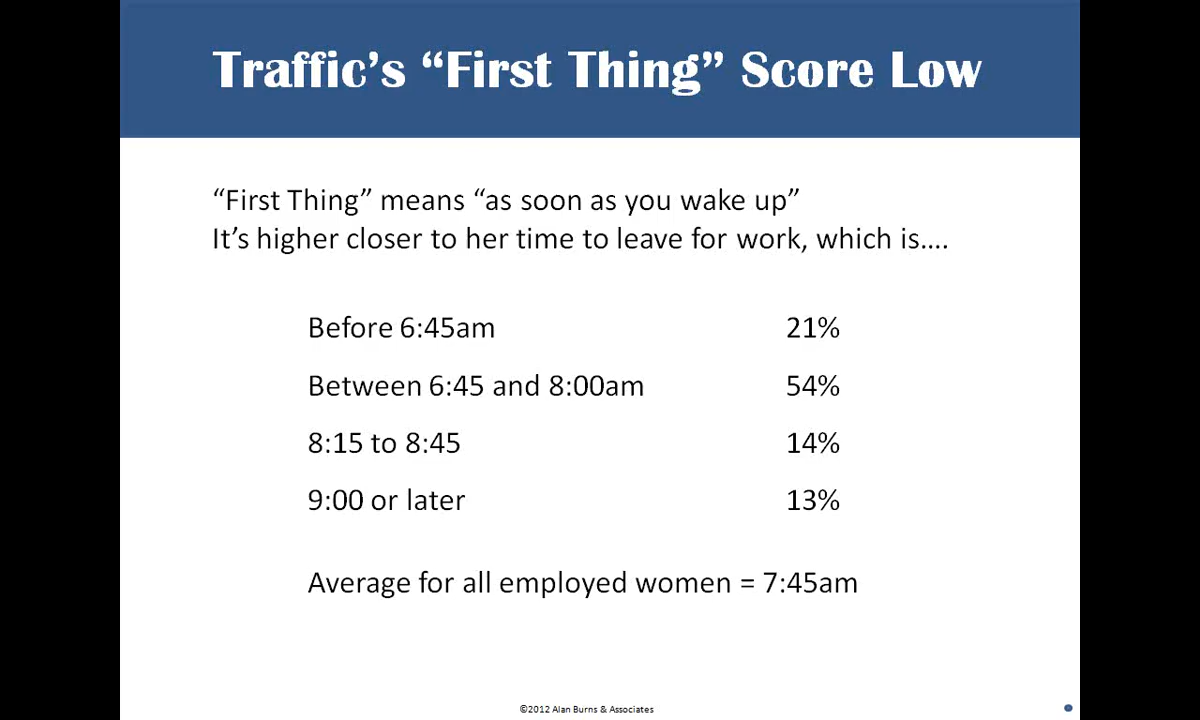 Traffic’s “First Thing” Score Low
“First Thing” means “as soon as you wake up”
It’s higher closer to her time to leave for work, which is....
Before 6:45am 21%
Between 6:45 and 8:00am 54%
8:15 to 8:45 14%
9:00 or later 13%
Average for all employed women = 7:45am
©2012 Alan Burns & Associates